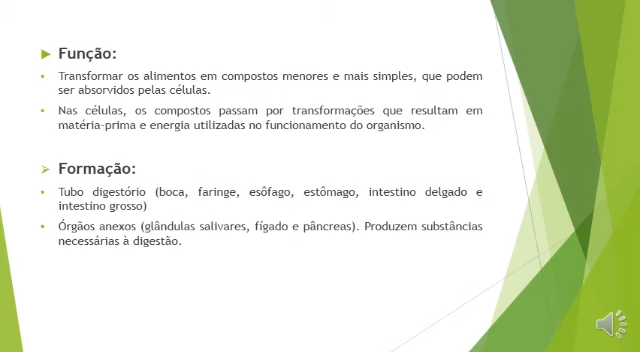 Função:
Transformar os alimentos em compostos menores e mais simples, que podem
ser absorvidos pelas células.
Nas células, os compostos passam por transformações que resultam em
matéria-prima e energia utilizadas no funcionamento do organismo.
Formação:
Tubo digestório (boca, faringe, esôfago, estômago, intestino delgado e
intestino grosso)
Órgãos anexos (glândulas salivares, fígado e pâncreas). Produzem substâncias
necessárias à digestão.